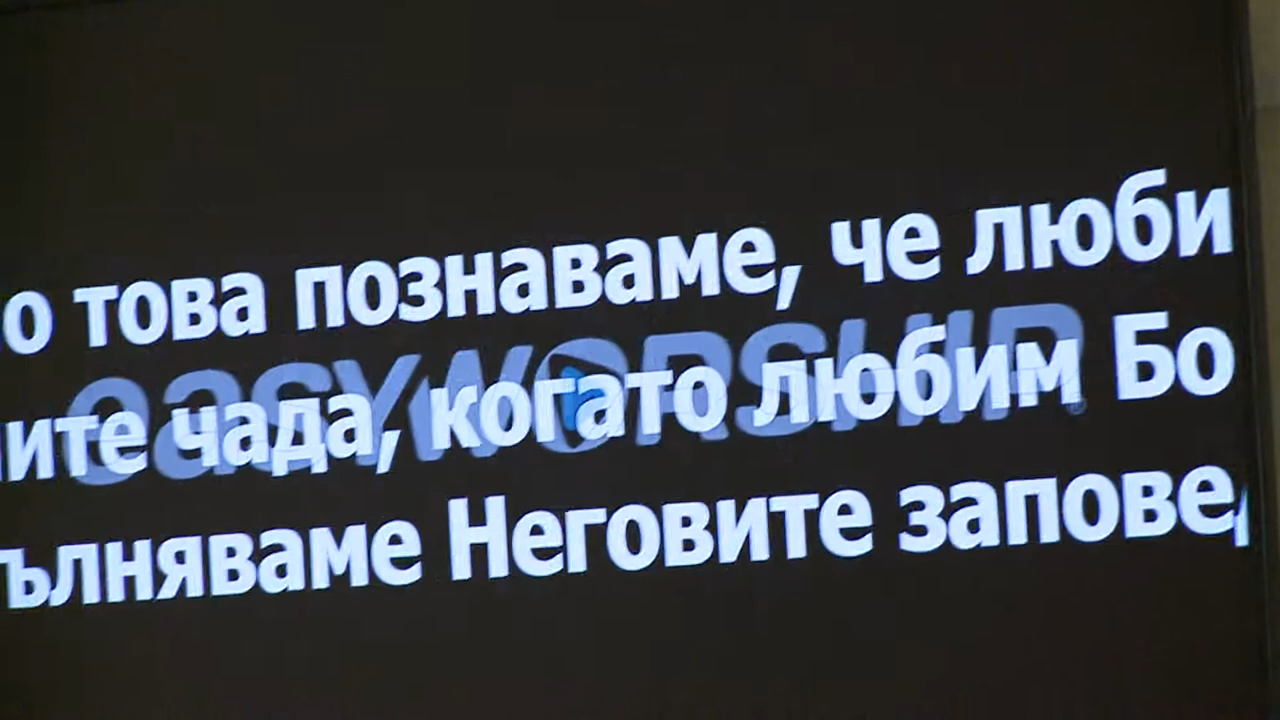 о това познаваме, че люби
ите чада, когато любим Бо
easyworship
ълняваме Неговите запове